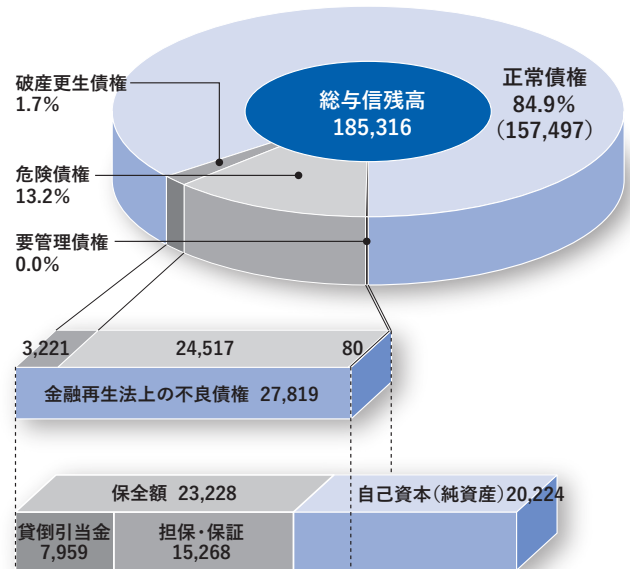 総与信残高
185,316
正常債権
84.9%
(157,497)
破産更生債権
1.7%
危険債権
13.2%
要管理債権
0.0%
3,221 24,517 80
金融再生法上の不良債権 27,819
保全額 23,228
自己資本(純資産)20,224
貸倒引当金
7,959
担保・保証
15,268